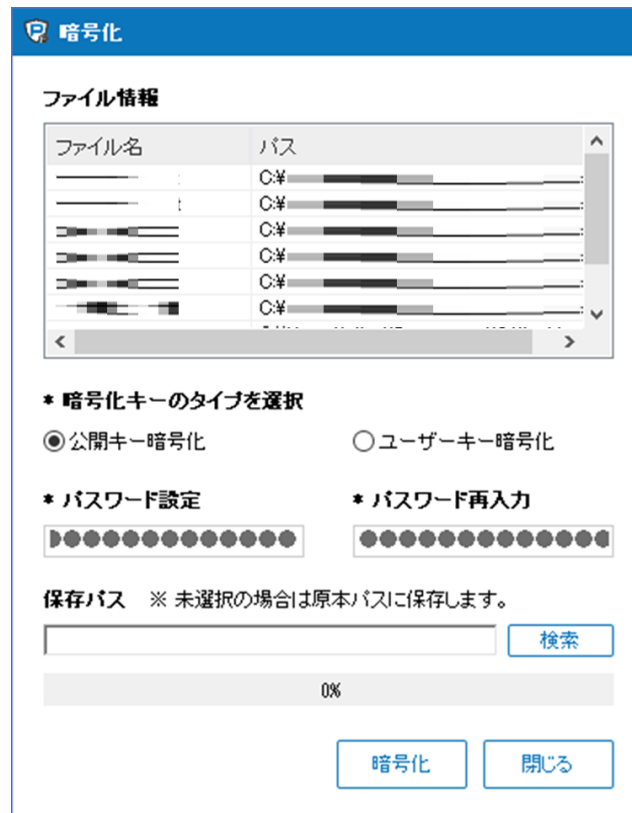 暗号化
ファイル情報
ファイル名 パス
C:¥
C:¥
C:¥
C:¥
C:¥
C:¥
* 暗号化キーのタイプを選択
公開キー暗号化 ユーザーキー暗号化
* パスワード設定 * パスワード再入力
保存パス ※ 未選択の場合は原本パスに保存します。
検索
0%
暗号化 閉じる